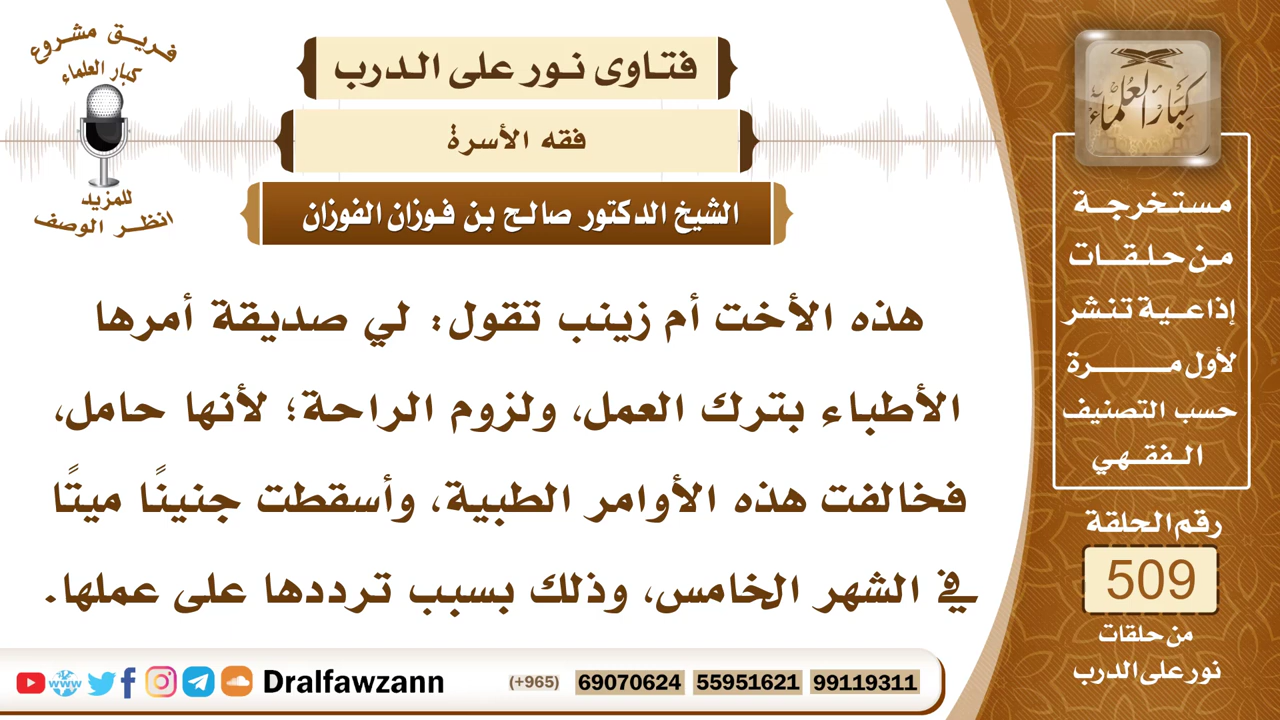 فريق مشروع
كبار العلماء
للمزيد
انظر الوصف
فتاوى نور على الدرب
فقه الأسرة
الشيخ الدكتور صالح بن فوزان الفوزان
هذه الأخت أم زينب تقول: لي صديقة أمرها
الأطباء بترك العمل، ولزوم الراحة؛ لأنها حامل،
فخالفت هذه الأوامر الطبية، وأسقطت جنينًا ميتًا
في الشهر الخامس، وذلك بسبب ترددها على عملها.
كبار العلماء
مستخرجة
من حلقات
إذاعية تنشر
لأول مرة
حسب التصنيف
الفقهي
رقم الحلقة
509
من حلقات
نور على الدرب
www Dralfawzann (+965) 69070624 55951621 99119311